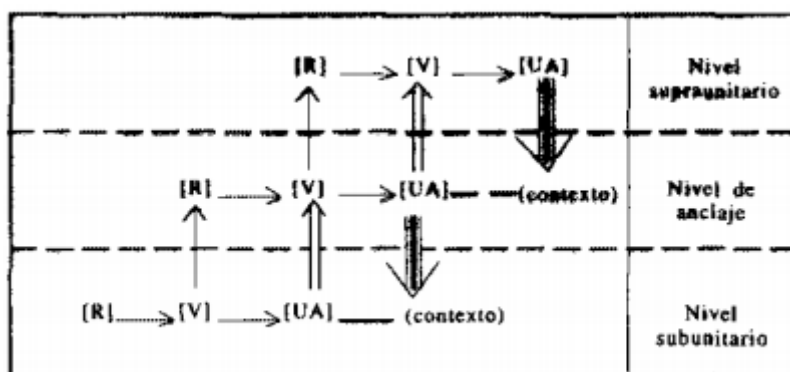 [R] [V] [UA] Nivel
supraunitario
[R] [V] [UA] (contexto) Nivel de
anclaje
[R] [V] [UA] (contexto) Nivel
subunitario